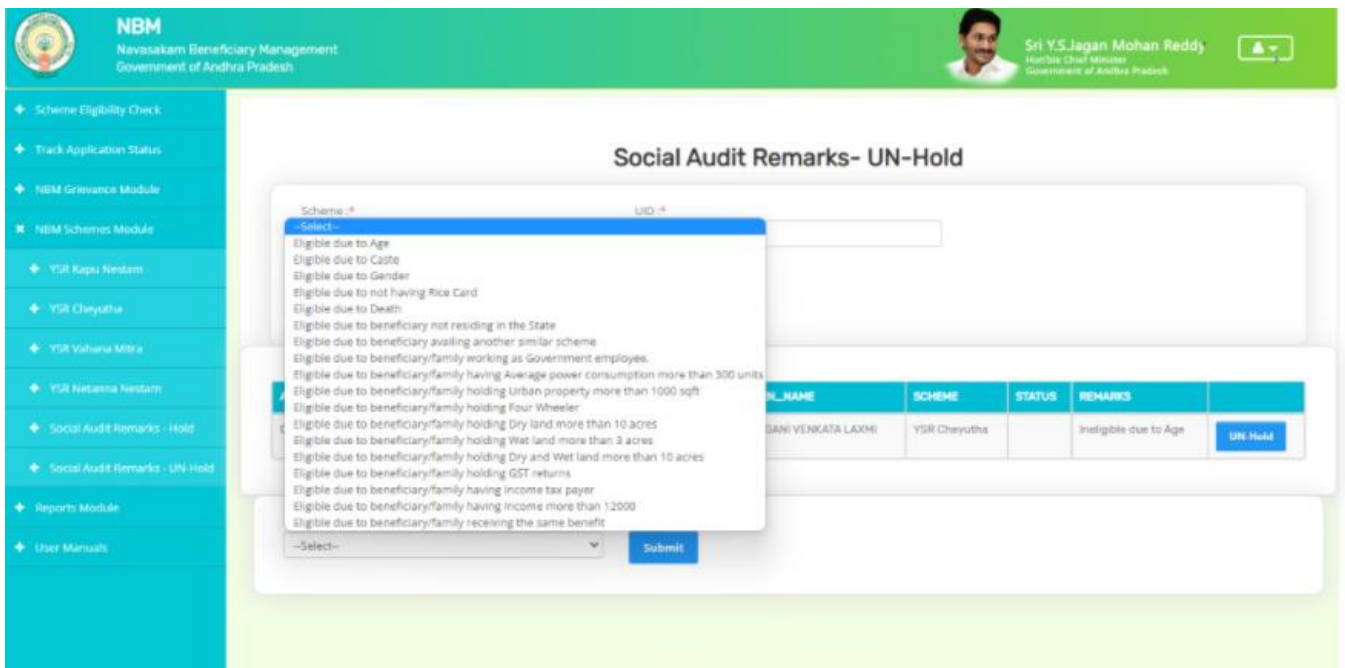 NBM
Navasakam Beneficiary Management
Government of Andhra Pradesh
Sri Y.S.Jagan Mohan Reddy
Hon'ble Chief Minister
Government of Andhra Pradesh
Scheme Eligibility Check
Track Application Status
NBM Grievance Module
NBM Schemes Module
YSR Kapu Nestam
YSR Cheyutha
YSR Vahana Mitra
YSR Netanna Nestam
Social Audit Remarks - Hold
Social Audit Remarks - UN-Hold
Reports Module
User Manuals
Social Audit Remarks- UN-Hold
Scheme :*
UID :*
--Select--
Eligible due to Age
Eligible due to Caste
Eligible due to Gender
Eligible due to not having Rice Card
Eligible due to Death
Eligible due to beneficiary not residing in the State
Eligible due to beneficiary availing another similar scheme
Eligible due to beneficiary/family working as Government employee.
Eligible due to beneficiary/family having Average power consumption more than 300 units
Eligible due to beneficiary/family holding Urban property more than 1000 sqft
Eligible due to beneficiary/family holding Four Wheeler
Eligible due to beneficiary/family holding Dry land more than 10 acres
Eligible due to beneficiary/family holding Wet land more than 3 acres
Eligible due to beneficiary/family holding Dry and Wet land more than 10 acres
Eligible due to beneficiary/family holding GST returns
Eligible due to beneficiary/family having income tax payer
Eligible due to beneficiary/family having Income more than 12000
Eligible due to beneficiary/family receiving the same benefit
N_NAME SCHEME STATUS REMARKS
GANI VENKATA LAXMI YSR Cheyutha Ineligible due to Age UN-Hold
--Select-- Submit